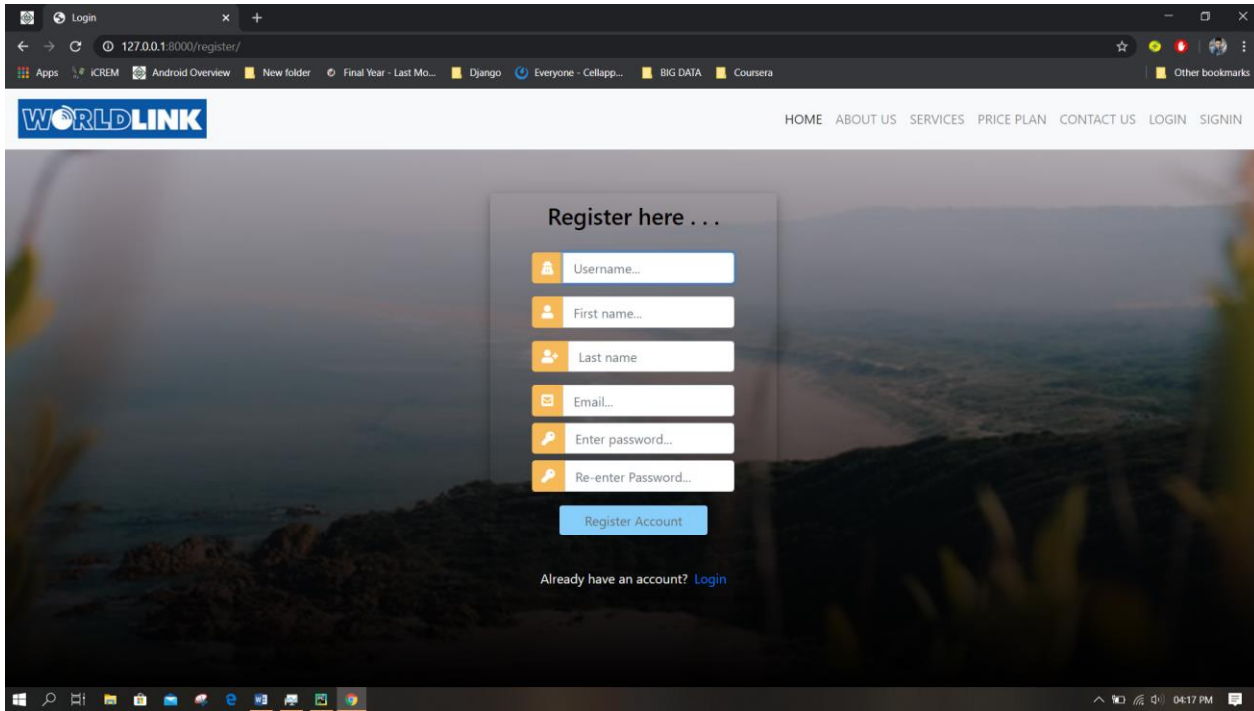 Login
127.0.0.1:8000/register/
Apps iCREM Android Overview New folder Final Year - Last Mo... Django Everyone - Cellapp... BIG DATA Coursera Other bookmarks
WORLDLINK HOME ABOUT US SERVICES PRICE PLAN CONTACT US LOGIN SIGNIN
Register here . . .
Username...
First name...
Last name
Email...
Enter password...
Re-enter Password...
Register Account
Already have an account? Login
04:17 PM